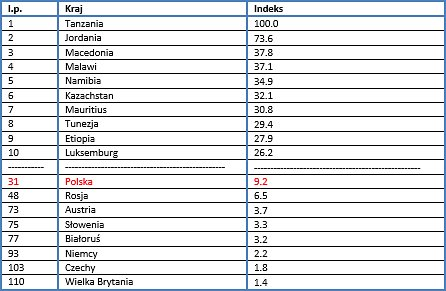 l.p. Kraj Indeks
1 Tanzania 100.0
2 Jordania 73.6
3 Macedonia 37.8
4 Malawi 37.1
5 Namibia 34.9
6 Kazachstan 32.1
7 Mauritius 30.8
8 Tunezja 29.4
9 Etiopia 27.9
10 Luksemburg 26.2
----------- ------------------------------------------------ ---------------------------------------------------
31 Polska 9.2
48 Rosja 6.5
73 Austria 3.7
75 Słowenia 3.3
77 Białoruś 3.2
93 Niemcy 2.2
103 Czechy 1.8
110 Wielka Brytania 1.4